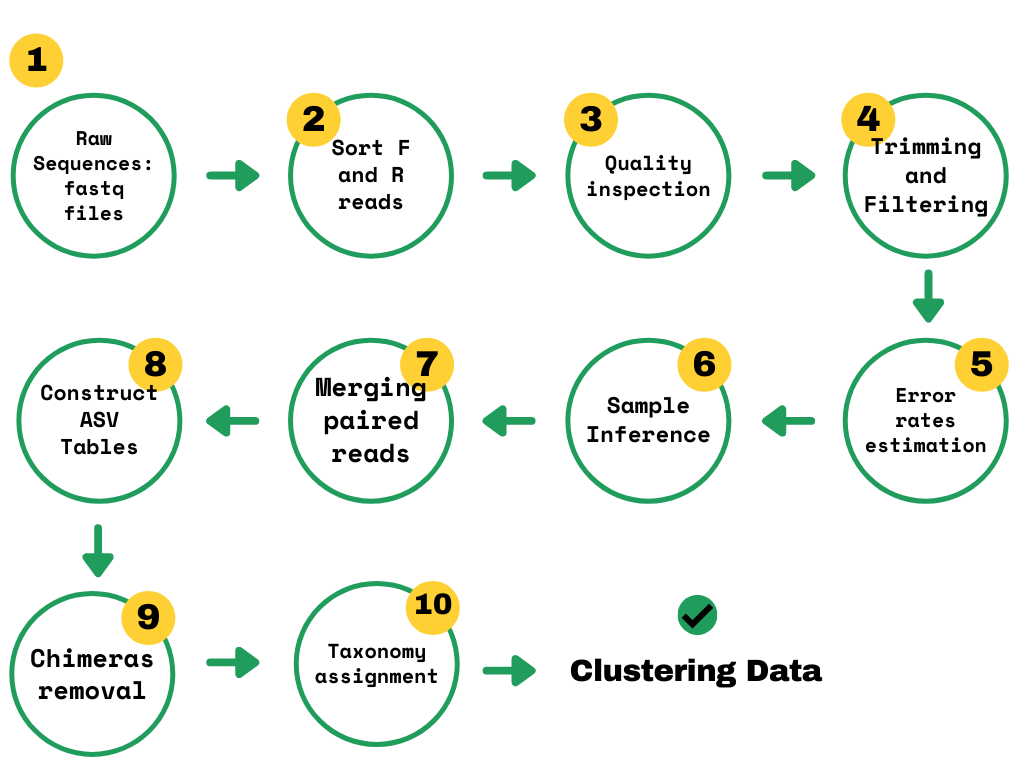 1
Raw
Sequences:
fastq
files
2
Sort F
and R
reads
3
Quality
inspection
4
Trimming
and
Filtering
5
Error
rates
estimation
6
Sample
Inference
7
Merging
paired
reads
8
Construct
ASV
Tables
9
Chimeras
removal
10
Taxonomy
assignment
Clustering Data